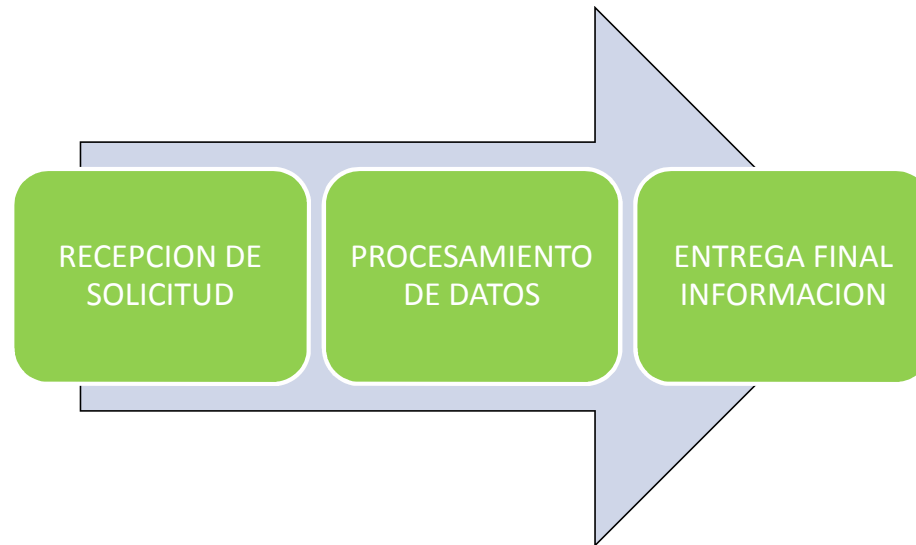 RECEPCION DE
SOLICITUD
PROCESAMIENTO
DE DATOS
ENTREGA FINAL
INFORMACION